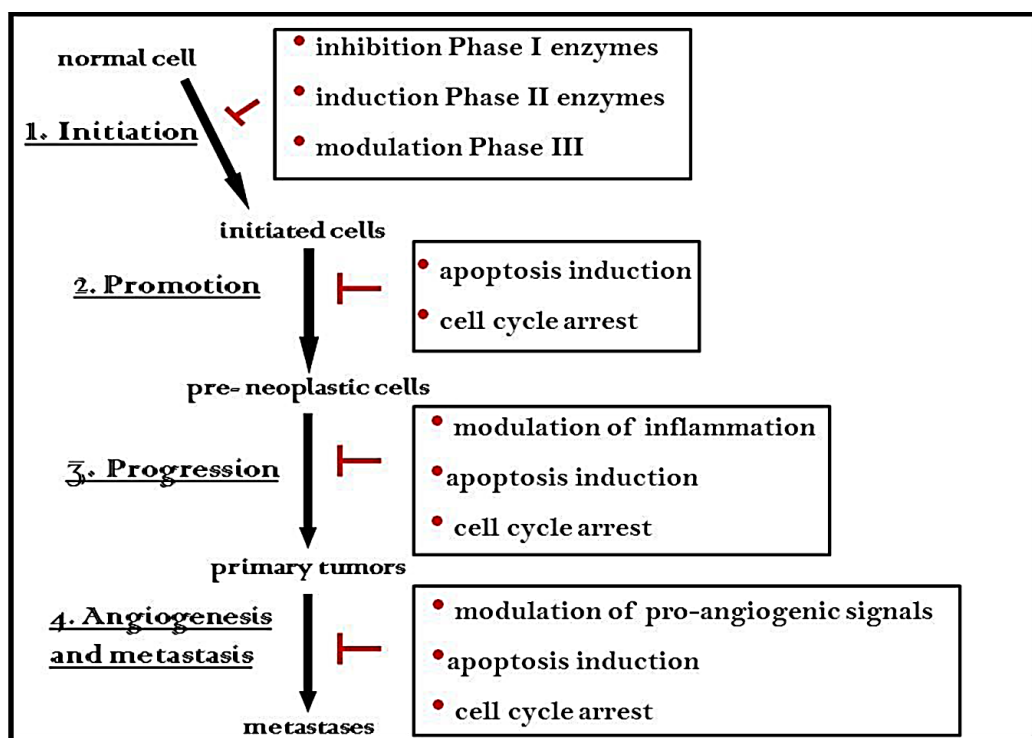 normal cell
1. Initiation
• inhibition Phase I enzymes
• induction Phase II enzymes
• modulation Phase III
initiated cells
2. Promotion
• apoptosis induction
• cell cycle arrest
pre-neoplastic cells
3. Progression
• modulation of inflammation
• apoptosis induction
• cell cycle arrest
primary tumors
4. Angiogenesis
and metastasis
• modulation of pro-angiogenic signals
• apoptosis induction
• cell cycle arrest
metastases